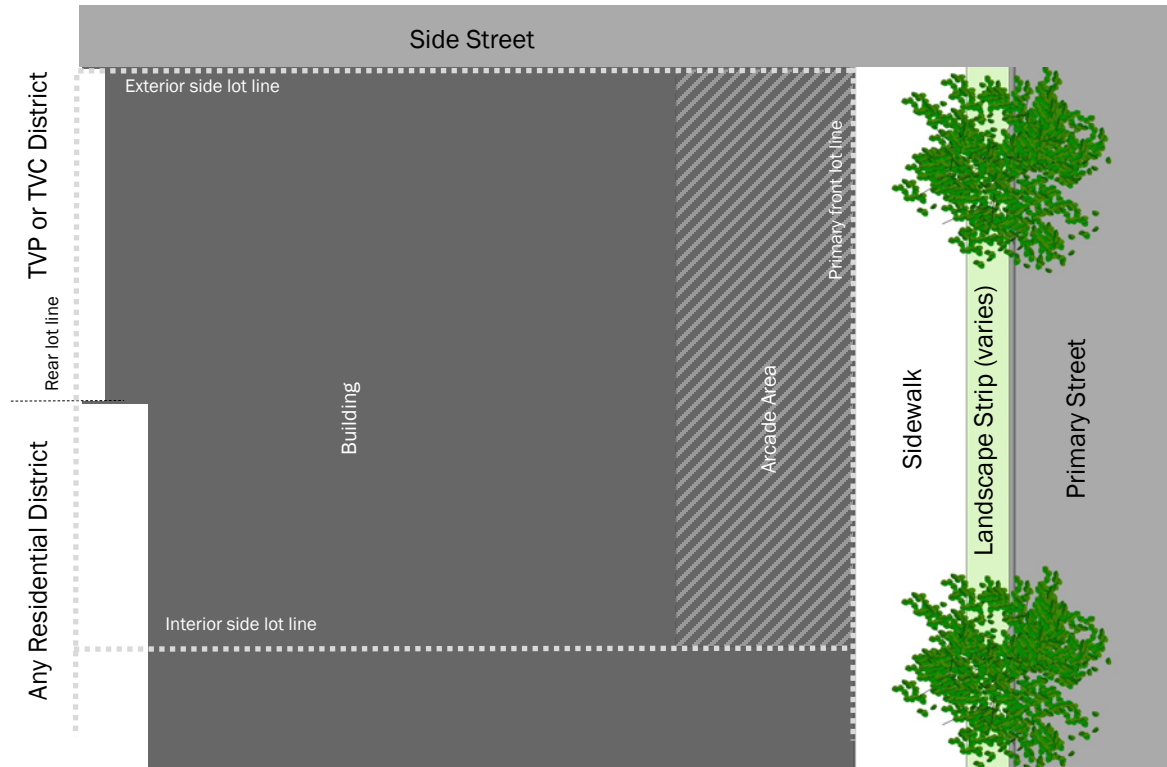 Side Street
Exterior side lot line
TVP or TVC District
Rear lot line
Any Residential District
Building
Arcade Area
Primary front lot line
Sidewalk
Landscape Strip (varies)
Primary Street
Interior side lot line